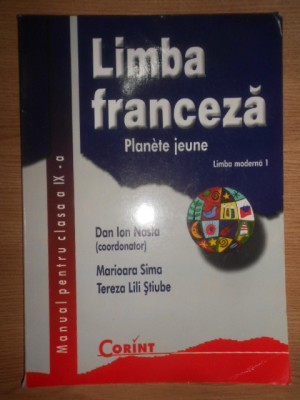 Limba
franceză
Planète jeune
Limba modernă 1
Dan Ion Nasta
(coordonator)
Marioara Sima
Tereza Lili Știube
Manual pentru clasa a IX-a
CORINT